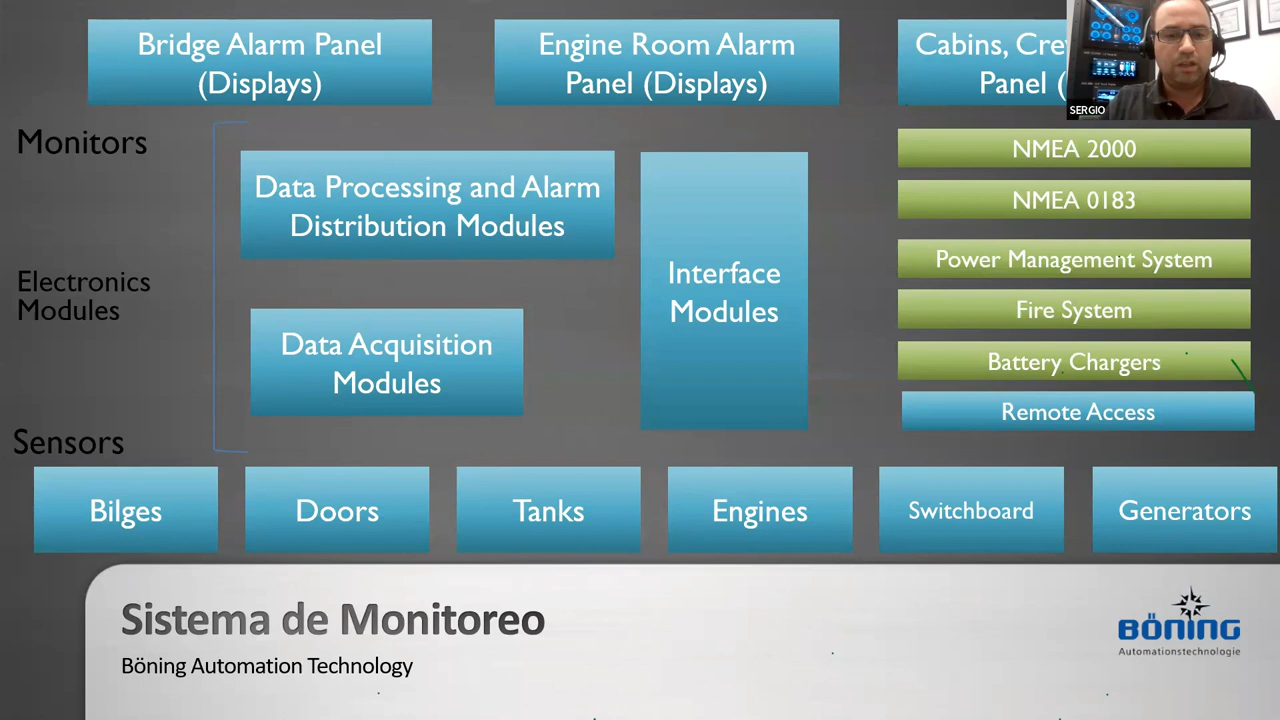 Bridge Alarm Panel
(Displays)
Engine Room Alarm
Panel (Displays)
Cabins,
Panel (
SERGIO
Monitors
Data Processing and Alarm
Distribution Modules
Interface
Modules
NMEA 2000
NMEA 0183
Power Management System
Fire System
Battery Chargers
Remote Access
Electronics
Modules
Data Acquisition
Modules
Sensors
Bilges
Doors
Tanks
Engines
Switchboard
Generators
Sistema de Monitoreo
Böning Automation Technology
BÖNING
Automationstechnologie